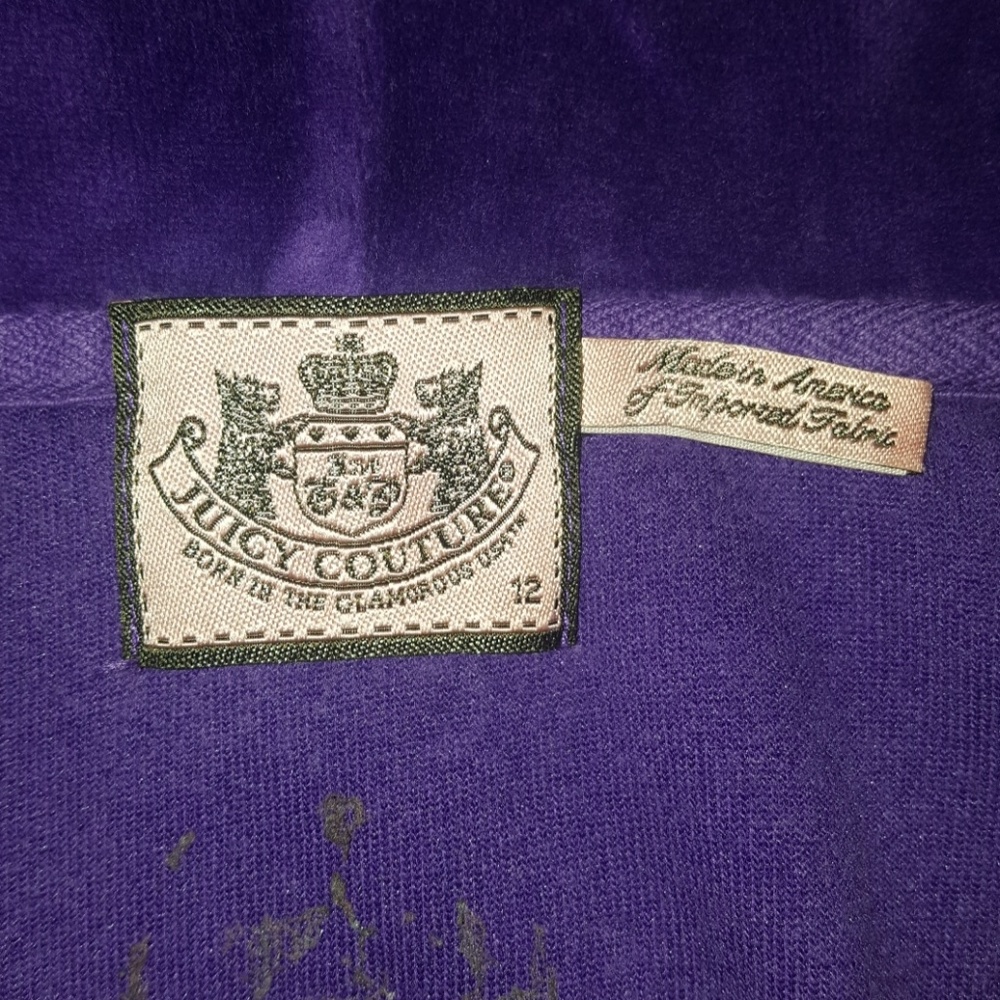 J&L
G&P
JUICY COUTURE®
BORN IN THE GLAMOROUS USA™
12
Made in America
of Imported Fabric